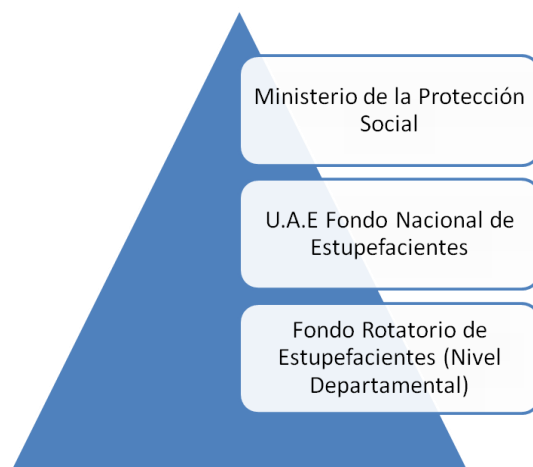 Ministerio de la Protección
Social
U.A.E Fondo Nacional de
Estupefacientes
Fondo Rotatorio de
Estupefacientes (Nivel
Departamental)